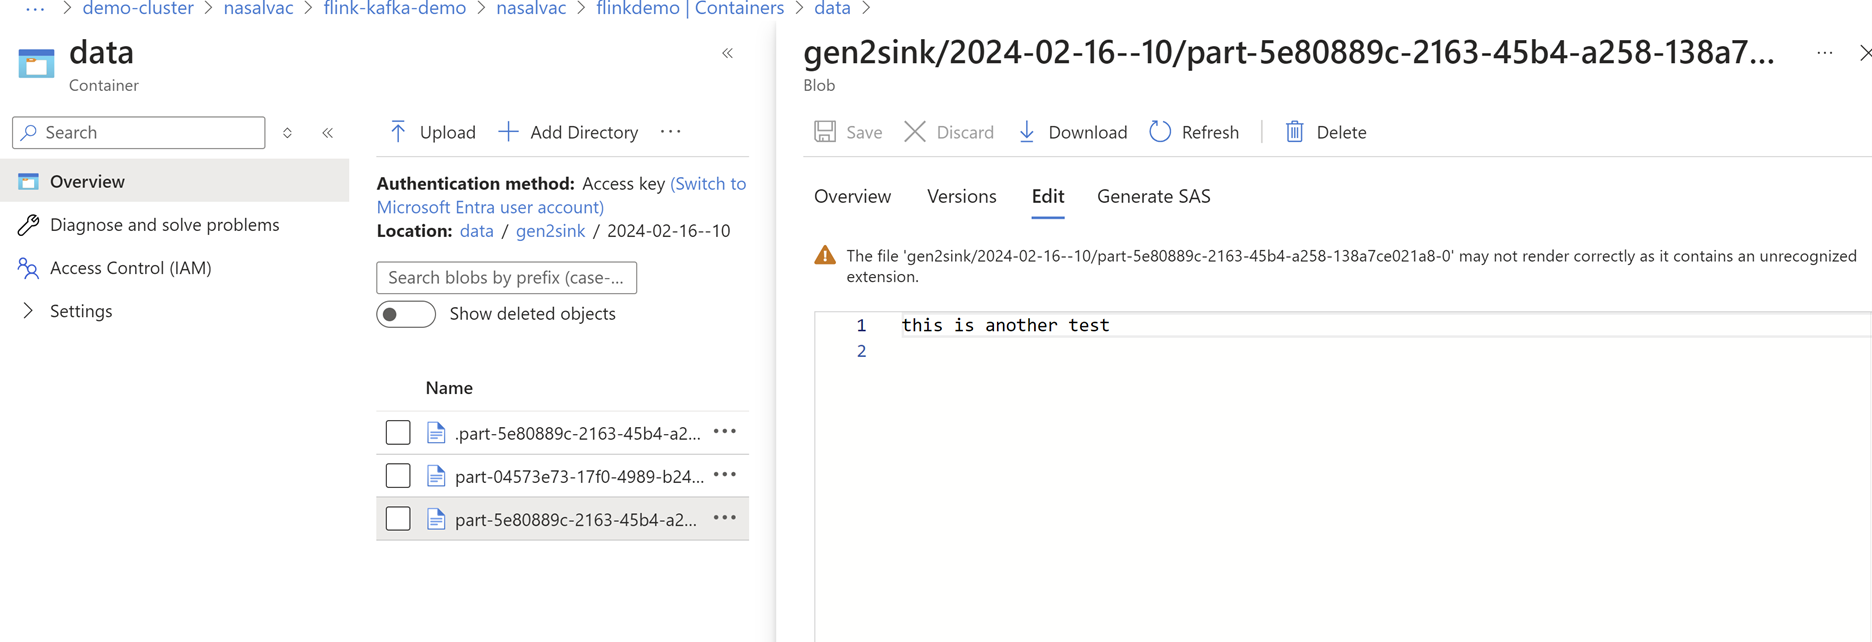 ··· > demo-cluster > nasalvac > flink-kafka-demo > nasalvac > flinkdemo | Containers > data >
data
Container
«
Search
«
Overview
Diagnose and solve problems
Access Control (IAM)
Settings
Upload Add Directory ···
Authentication method: Access key (Switch to
Microsoft Entra user account)
Location: data / gen2sink / 2024-02-16--10
Search blobs by prefix (case-...
Show deleted objects
Name
.part-5e80889c-2163-45b4-a2... ···
part-04573e73-17f0-4989-b24... ···
part-5e80889c-2163-45b4-a2... ···
gen2sink/2024-02-16--10/part-5e80889c-2163-45b4-a258-138a7... ···
Blob
Save Discard Download Refresh Delete
Overview Versions Edit Generate SAS
The file 'gen2sink/2024-02-16--10/part-5e80889c-2163-45b4-a258-138a7ce021a8-0' may not render correctly as it contains an unrecognized
extension.
1 this is another test
2